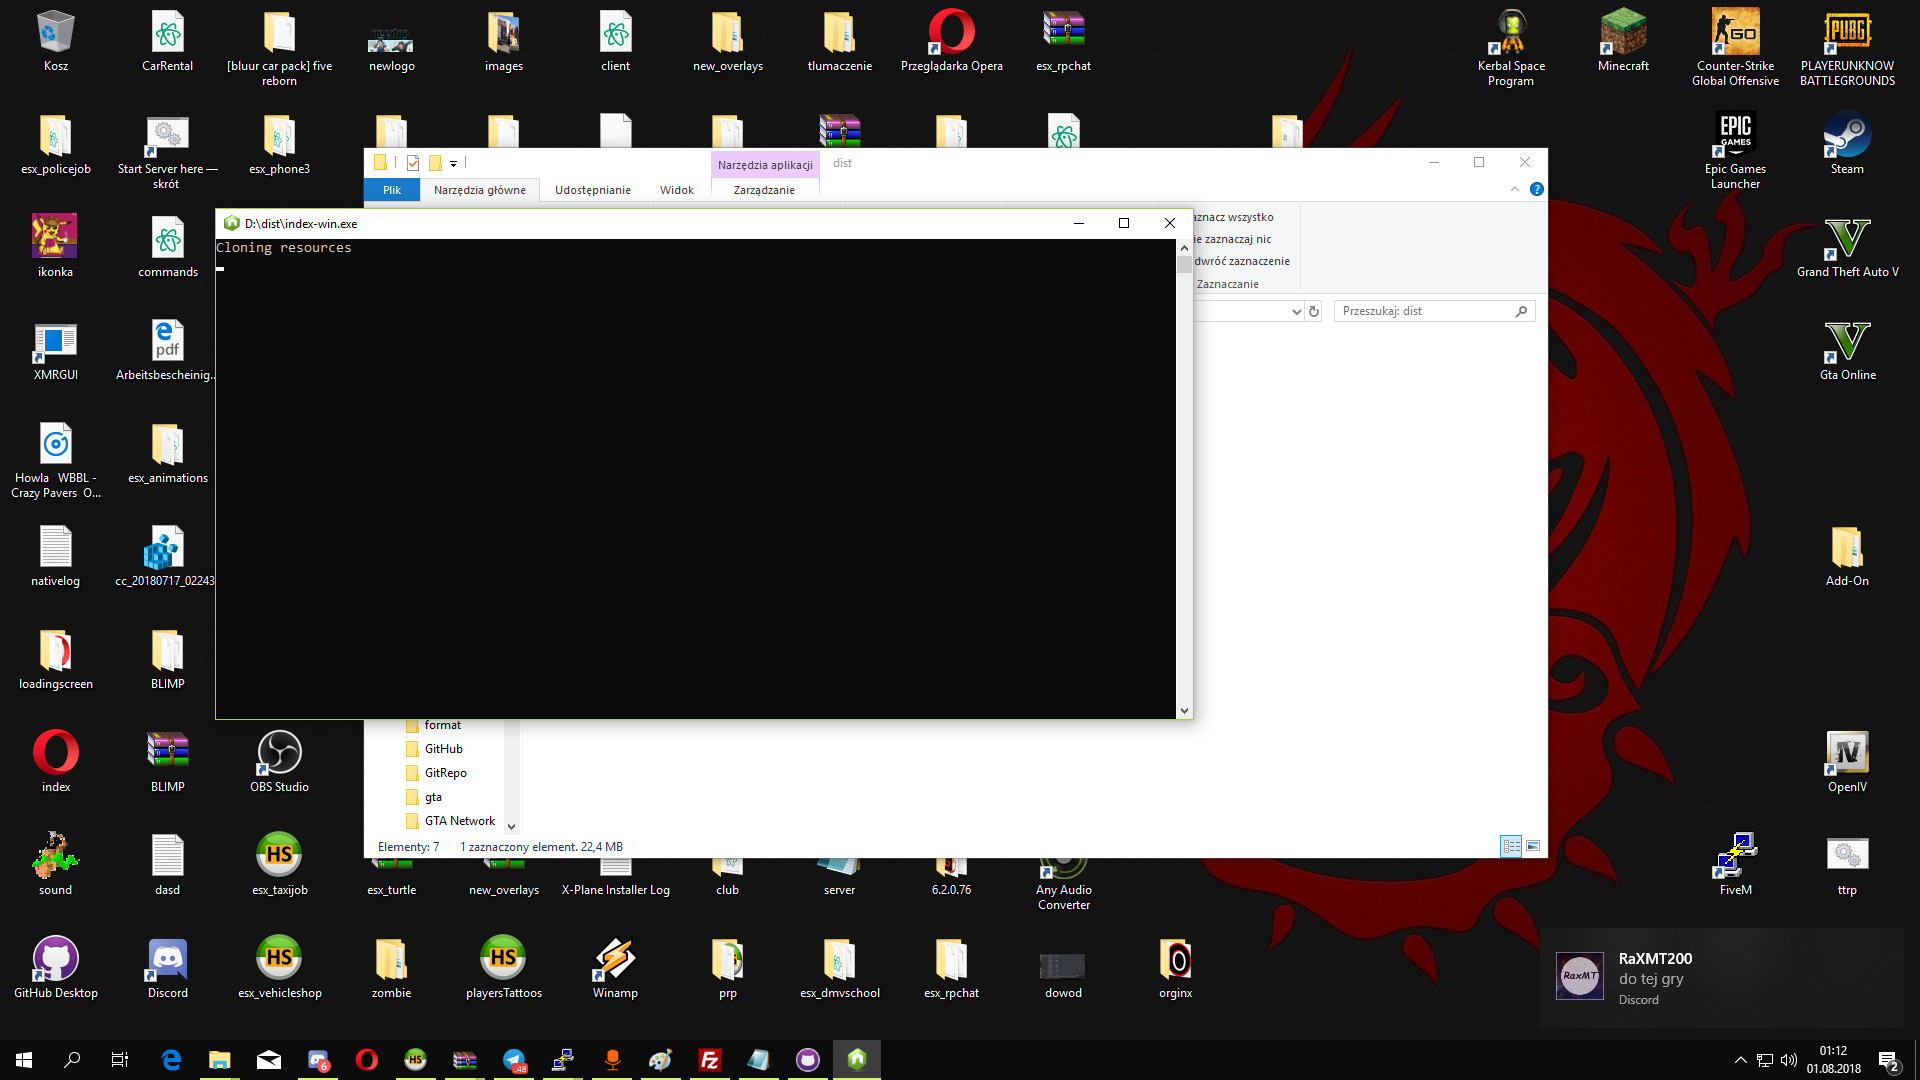 Kosz
CarRental
[bluur car pack] five
reborn
newlogo
images
client
new_overlays
tlumaczenie
Przeglądarka Opera
esx_rpchat
Kerbal Space
Program
Minecraft
Counter-Strike
Global Offensive
PLAYERUNKNOW
BATTLEGROUNDS
esx_policejob
Start Server here —
skrót
esx_phone3
Epic Games
Launcher
Steam
Narzędzia aplikacji
dist
Plik
Narzędzia główne
Udostępnianie
Widok
Zarządzanie
D:\dist\index-win.exe
Cloning resources
aznacz wszystko
ie zaznaczaj nic
dwróć zaznaczenie
Zaznaczanie
Przeszukaj: dist
ikonka
commands
Grand Theft Auto V
XMRGUI
Arbeitsbescheinig...
Gta Online
Howla WBBL -
Crazy Pavers O...
esx_animations
nativelog
cc_20180717_02243
Add-On
loadingscreen
BLIMP
format
GitHub
GitRepo
gta
GTA Network
Elementy: 7
1 zaznaczony element. 22,4 MB
index
BLIMP
OBS Studio
OpenIV
sound
dasd
esx_taxijob
esx_turtle
new_overlays
X-Plane Installer Log
club
server
6.2.0.76
Any Audio
Converter
FiveM
ttrp
GitHub Desktop
Discord
esx_vehicleshop
zombie
playersTattoos
Winamp
prp
esx_dmvschool
esx_rpchat
dowod
orginx
RaxMT
RaXMT200
do tej gry
Discord
01:12
01.08.2018